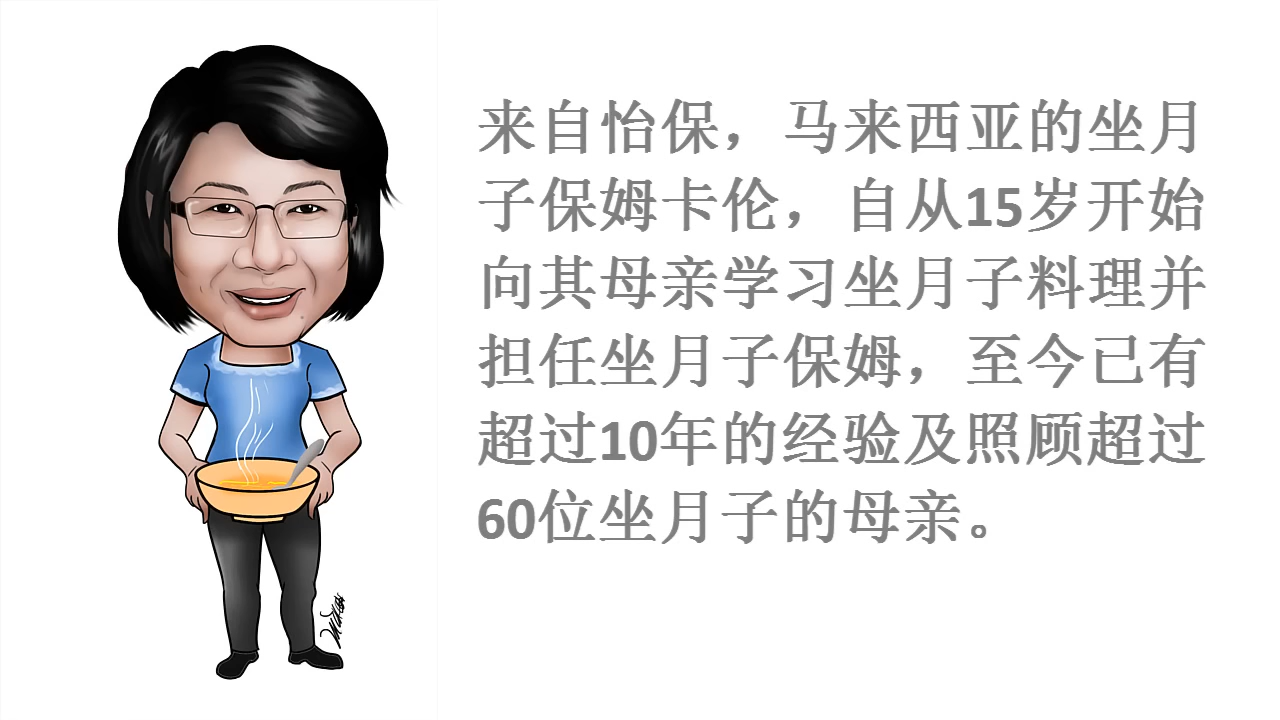 来自怡保，马来西亚的坐月
子保姆卡伦，自从15岁开始
向其母亲学习坐月子料理并
担任坐月子保姆，至今已有
超过10年的经验及照顾超过
60位坐月子的母亲。